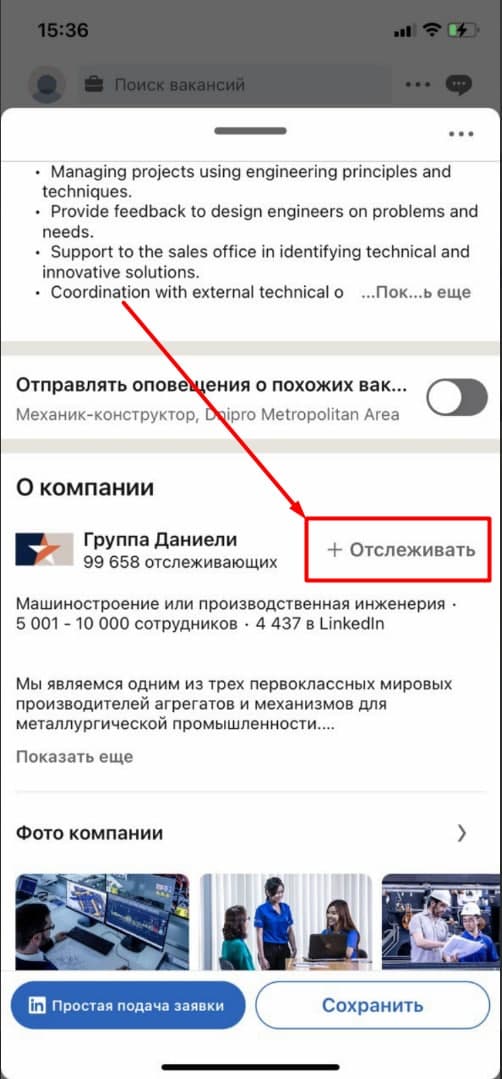 15:36
Поиск вакансий
• Managing projects using engineering principles and
techniques.
• Provide feedback to design engineers on problems and
needs.
• Support to the sales office in identifying technical and
innovative solutions.
• Coordination with external technical o ...Пок...ь еще
Отправлять оповещения о похожих вак...
Механик-конструктор, Dnipro Metropolitan Area
О компании
Группа Даниели
99 658 отслеживающих
+ Отслеживать
Машиностроение или производственная инженерия ·
5 001 - 10 000 сотрудников · 4 437 в LinkedIn
Мы являемся одним из трех первоклассных мировых
производителей агрегатов и механизмов для
металлургической промышленности....
Показать еще
Фото компании
in Простая подача заявки
Сохранить